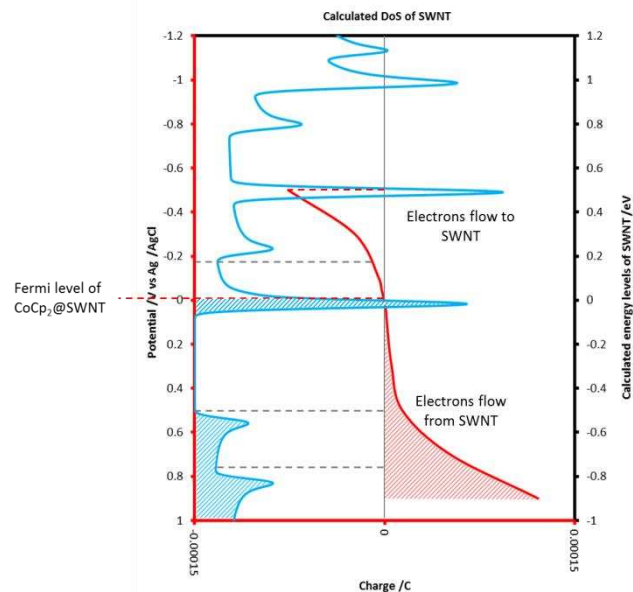 Calculated DoS of SWNT
-1.2
-1
-0.8
-0.6
-0.4
-0.2
0
0.2
0.4
0.6
0.8
1
Potential /V vs Ag /AgCl
Fermi level of
CoCp₂@SWNT
Electrons flow to
SWNT
Electrons flow
from SWNT
1.2
1
0.8
0.6
0.4
0.2
0
-0.2
-0.4
-0.6
-0.8
-1
Calculated energy levels of SWNT /eV
-0.00015
0
0.00015
Charge /C